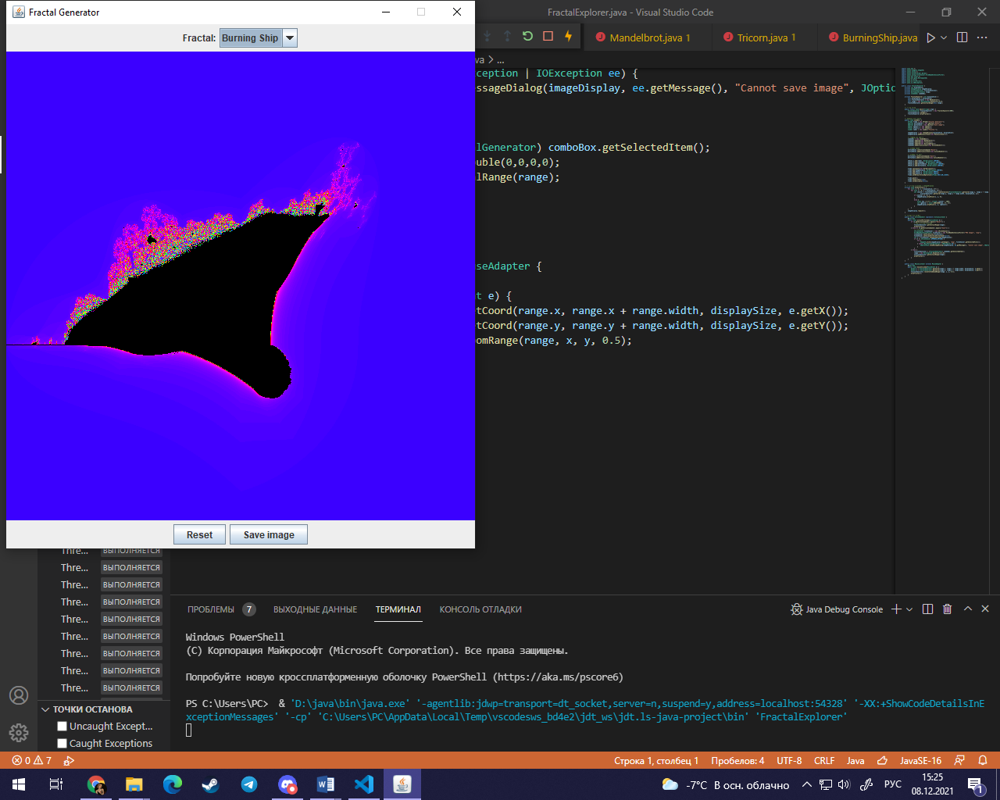 Fractal Generator
Fractal: Burning Ship
Reset Save image
FractalExplorer.java - Visual Studio Code
Mandelbrot.java 1 Tricorn.java 1 BurningShip.java
va > ...
ception | IOException ee) {
ssageDialog(imageDisplay, ee.getMessage(), "Cannot save image", JOptio
lGenerator) comboBox.getSelectedItem();
ouble(0,0,0,0);
lRange(range);
seAdapter {
t e) {
tCoord(range.x, range.x + range.width, displaySize, e.getX());
tCoord(range.y, range.y + range.width, displaySize, e.getY());
omRange(range, x, y, 0.5);
Thre... ВЫПОЛНЯЕТСЯ
Thre... ВЫПОЛНЯЕТСЯ
Thre... ВЫПОЛНЯЕТСЯ
Thre... ВЫПОЛНЯЕТСЯ
Thre... ВЫПОЛНЯЕТСЯ
Thre... ВЫПОЛНЯЕТСЯ
Thre... ВЫПОЛНЯЕТСЯ
Thre... ВЫПОЛНЯЕТСЯ
Thre... ВЫПОЛНЯЕТСЯ
ТОЧКИ ОСТАНОВА
Uncaught Except...
Caught Exceptions
ПРОБЛЕМЫ 7 ВЫХОДНЫЕ ДАННЫЕ ТЕРМИНАЛ КОНСОЛЬ ОТЛАДКИ
Java Debug Console
Windows PowerShell
(C) Корпорация Майкрософт (Microsoft Corporation). Все права защищены.
Попробуйте новую кроссплатформенную оболочку PowerShell (https://aka.ms/pscore6)
PS C:\Users\PC> & 'D:\java\bin\java.exe' '-agentlib:jdwp=transport=dt_socket,server=n,suspend=y,address=localhost:54328' '-XX:+ShowCodeDetailsInE
xceptionMessages' '-cp' 'C:\Users\PC\AppData\Local\Temp\vscodesws_bd4e2\jdt_ws\jdt.ls-java-project\bin' 'FractalExplorer'
0 7
Строка 1, столбец 1 Пробелов: 4 UTF-8 CRLF Java JavaSE-16
-7°C В осн. облачно РУС 15:25
08.12.2021
1